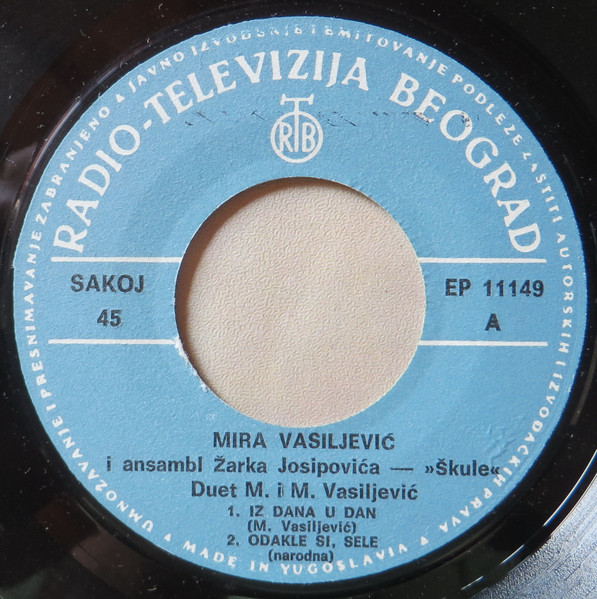 UMNOŽAVANJE I PRESNIMAVANJE ZABRANJENO ▲ JAVNO IZVOĐENJE I EMITOVANJE PODLEŽE ZAŠTITI AUTORSKIH I IZVOĐAČKIH PRAVA ▲
RADIO-TELEVIZIJA BEOGRAD
RTB
SAKOJ
45
EP 11149
A
MIRA VASILJEVIĆ
i ansambl Žarka Josipovića — »Škule«
Duet M. i M. Vasiljević
1. IZ DANA U DAN
(M. Vasiljević)
2. ODAKLE SI, SELE
(narodna)
MADE IN YUGOSLAVIA